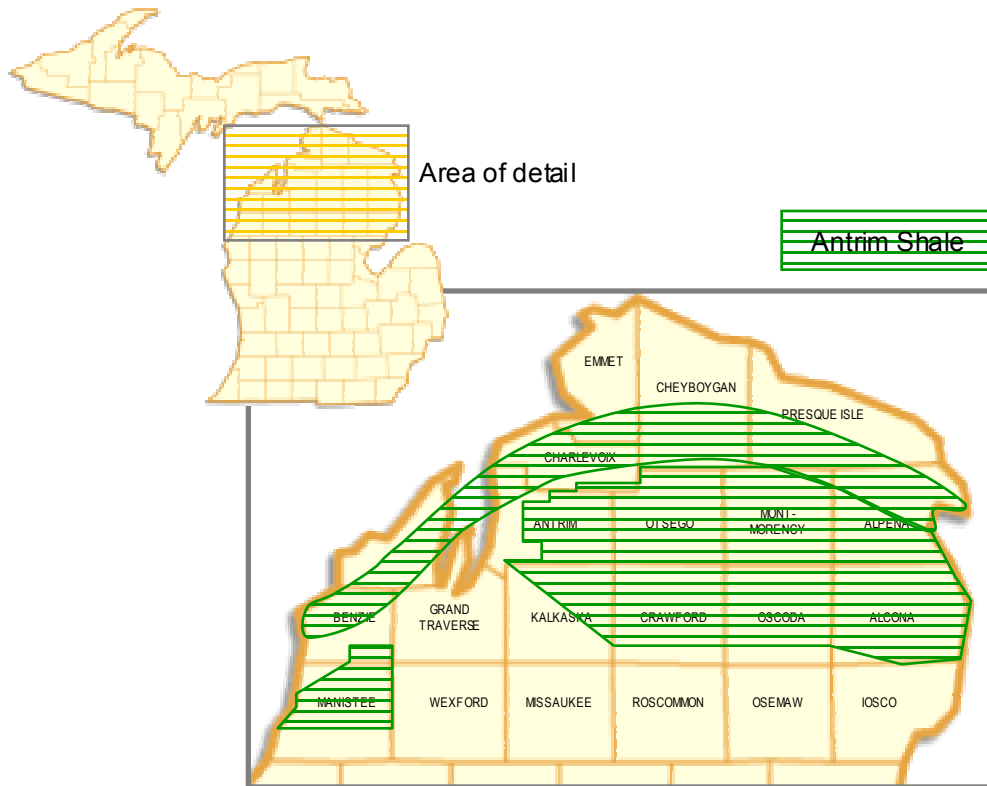 Area of detail
Antrim Shale
EMMET
CHEYBOYGAN
PRESQUE ISLE
CHARLEVOIX
ANTRIM
OTSEGO
MONT-
MORENCY
ALPENA
BENZIE
GRAND
TRAVERSE
KALKASKA
CRAWFORD
OSCODA
ALCONA
MANISTEE
WEXFORD
MISSAUKEE
ROSCOMMON
OSEMAW
IOSCO